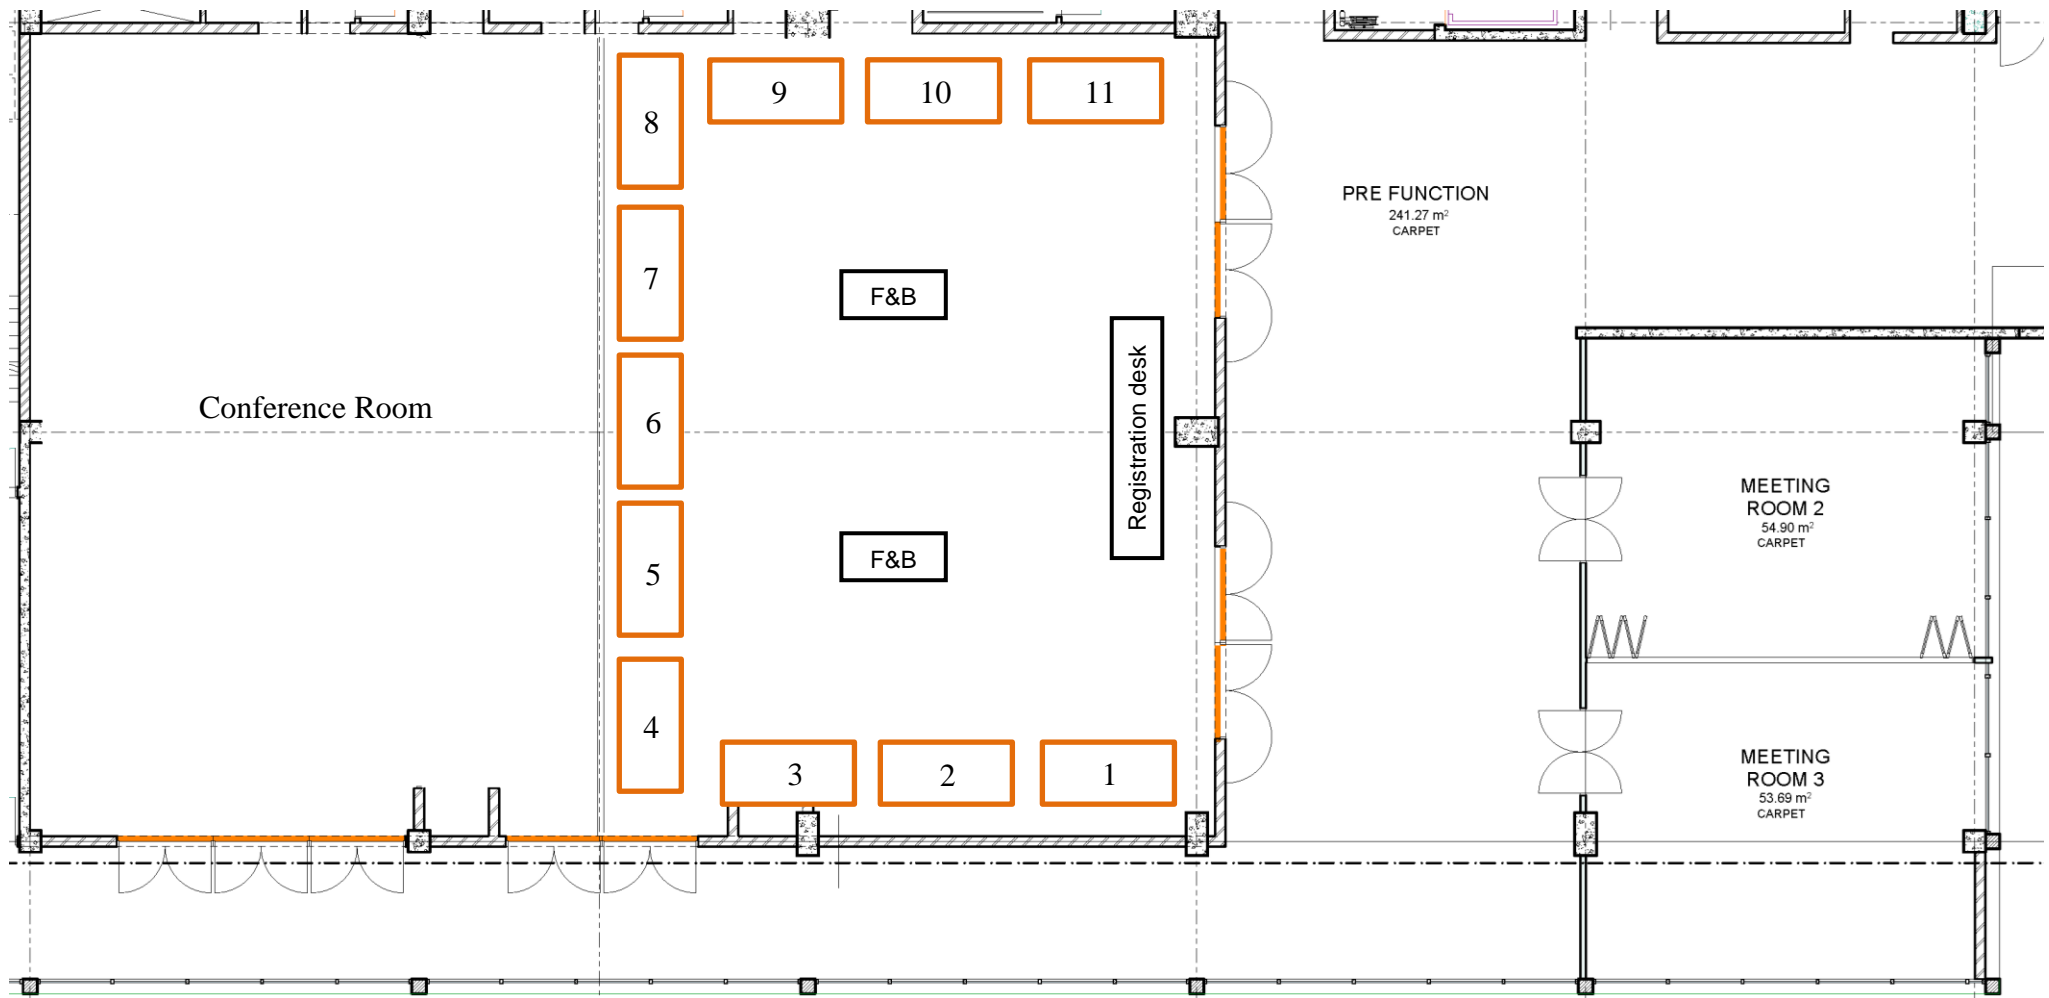 8
9
10
11
7
F&B
PRE FUNCTION
241.27 m²
CARPET
Conference Room
6
Registration desk
5
F&B
MEETING
ROOM 2
54.90 m²
CARPET
4
3
2
1
MEETING
ROOM 3
53.69 m²
CARPET